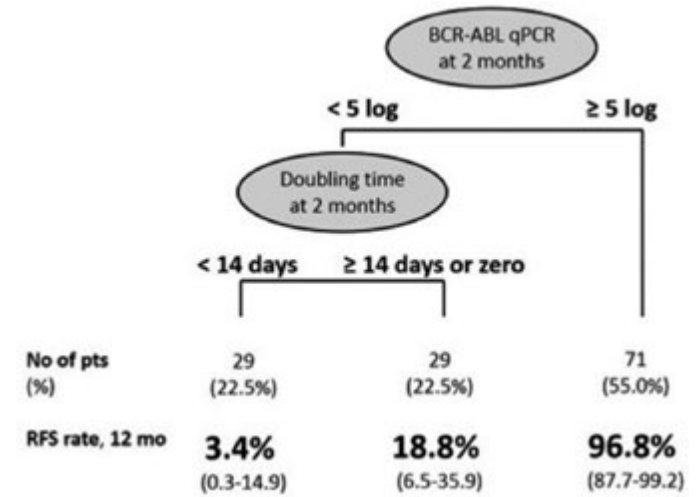 BCR-ABL qPCR
at 2 months
< 5 log ≥ 5 log
Doubling time
at 2 months
< 14 days ≥ 14 days or zero
No of pts 29 29 71
(%) (22.5%) (22.5%) (55.0%)
RFS rate, 12 mo 3.4% 18.8% 96.8%
(0.3-14.9) (6.5-35.9) (87.7-99.2)